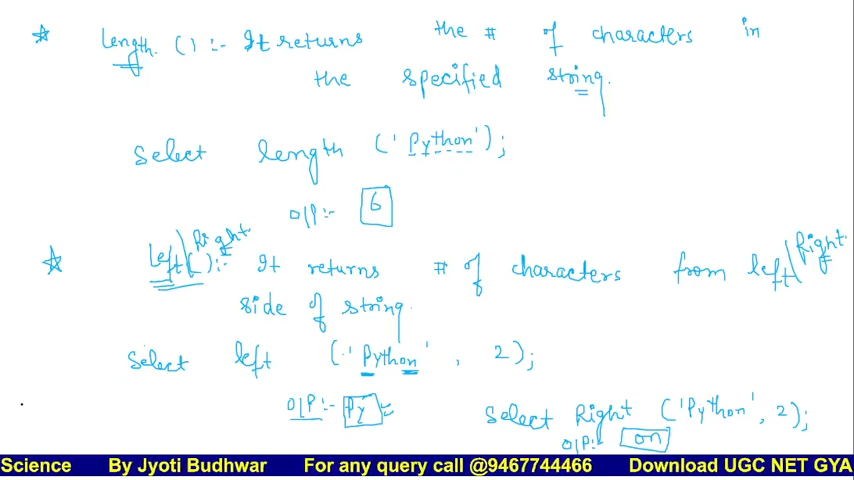 ☆ Length () :- It returns the # of characters in
the specified string.
Select length ('Python');
O/P:- 6
☆ Left()\Right :- It returns # of characters from left\Right
side of string.
Select left ('Python', 2);
O/P:- Py
Select Right ('Python', 2);
O/P:- on
Science By Jyoti Budhwar For any query call @9467744466 Download UGC NET GYA